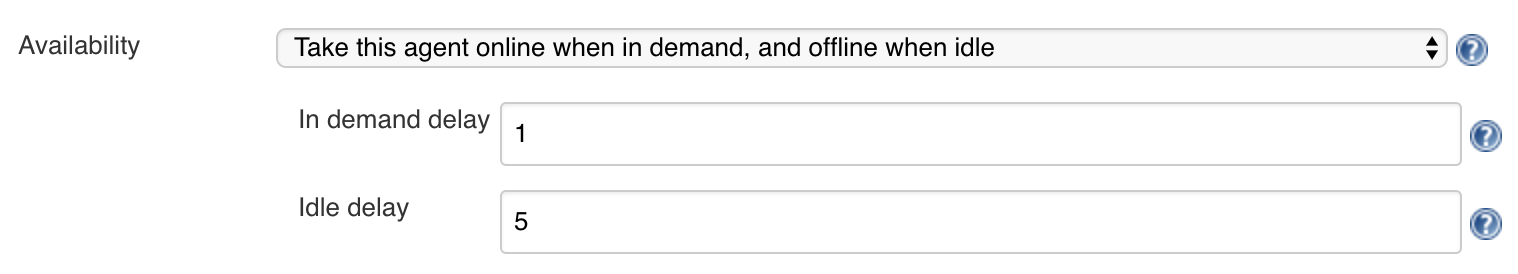 Availability
Take this agent online when in demand, and offline when idle
?
In demand delay
1
?
Idle delay
5
?